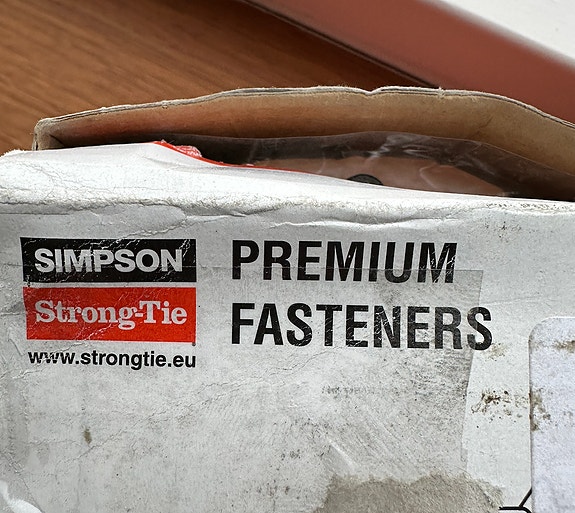 SIMPSON
Strong-Tie
www.strongtie.eu
PREMIUM
FASTENERS